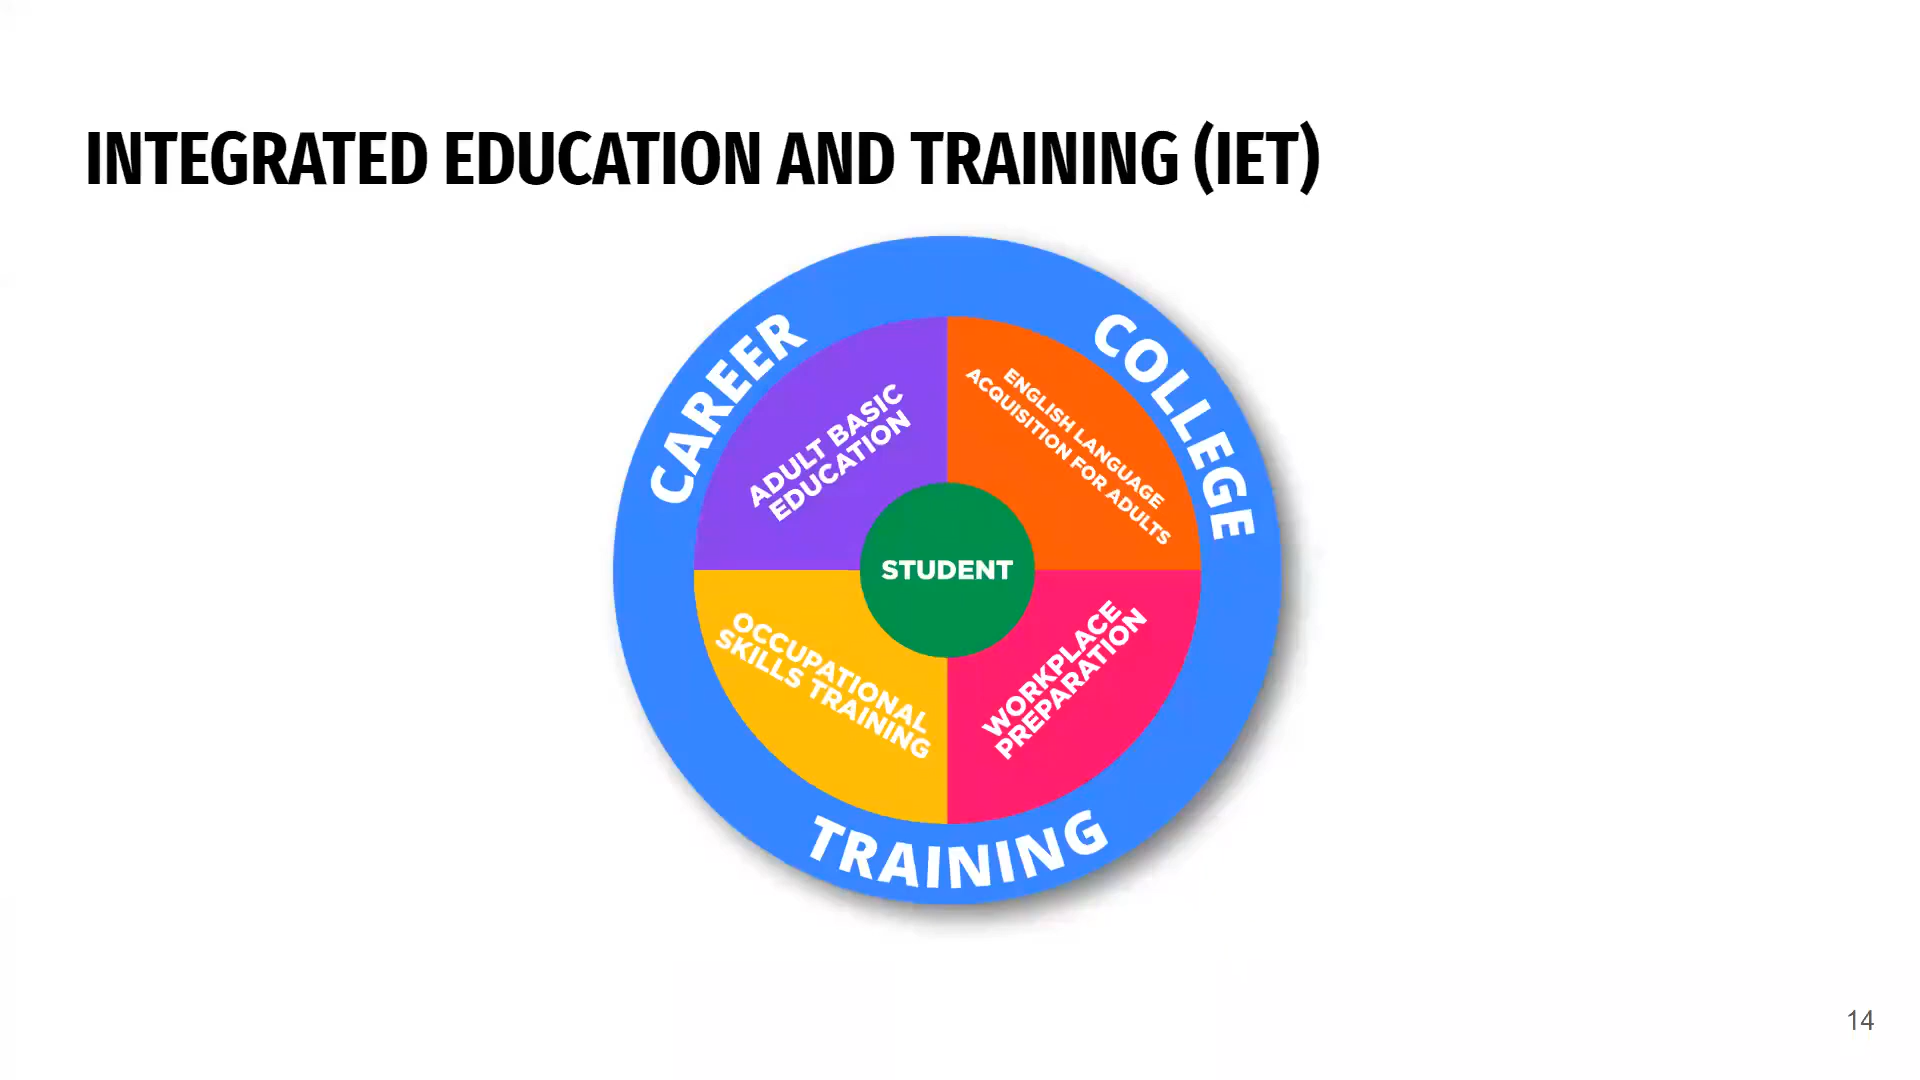 INTEGRATED EDUCATION AND TRAINING (IET)
CAREER
COLLEGE
ADULT BASIC
EDUCATION
ENGLISH LANGUAGE
ACQUISITION FOR ADULTS
STUDENT
OCCUPATIONAL
SKILLS TRAINING
WORKPLACE
PREPARATION
TRAINING
14